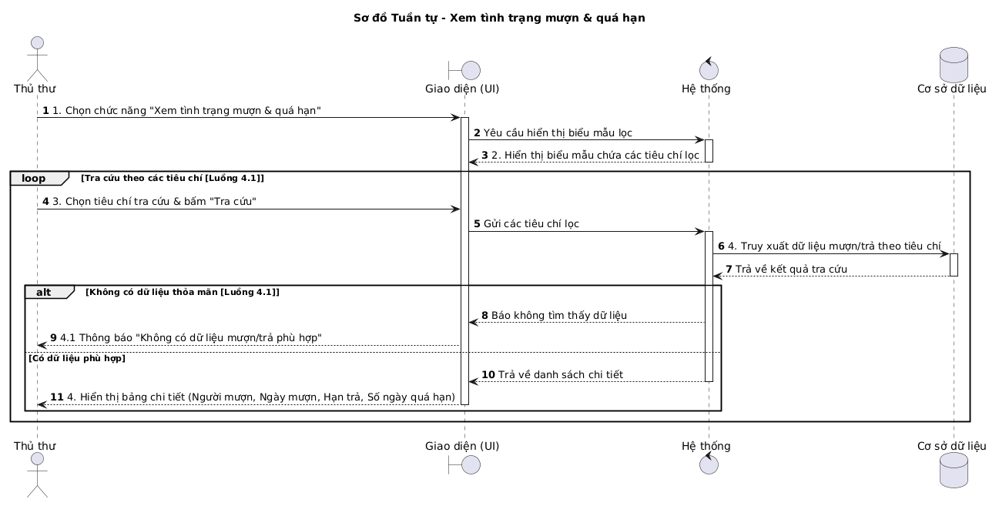 Sơ đồ Tuần tự - Xem tình trạng mượn & quá hạn
Thủ thư
Giao diện (UI)
Hệ thống
Cơ sở dữ liệu
1 1. Chọn chức năng "Xem tình trạng mượn & quá hạn"
2 Yêu cầu hiển thị biểu mẫu lọc
3 2. Hiển thị biểu mẫu chứa các tiêu chí lọc
loop [Tra cứu theo các tiêu chí [Luồng 4.1]]
4 3. Chọn tiêu chí tra cứu & bấm "Tra cứu"
5 Gửi các tiêu chí lọc
6 4. Truy xuất dữ liệu mượn/trả theo tiêu chí
7 Trả về kết quả tra cứu
alt [Không có dữ liệu thỏa mãn [Luồng 4.1]]
8 Báo không tìm thấy dữ liệu
9 4.1 Thông báo "Không có dữ liệu mượn/trả phù hợp"
[Có dữ liệu phù hợp]
10 Trả về danh sách chi tiết
11 4. Hiển thị bảng chi tiết (Người mượn, Ngày mượn, Hạn trả, Số ngày quá hạn)
Thủ thư
Giao diện (UI)
Hệ thống
Cơ sở dữ liệu